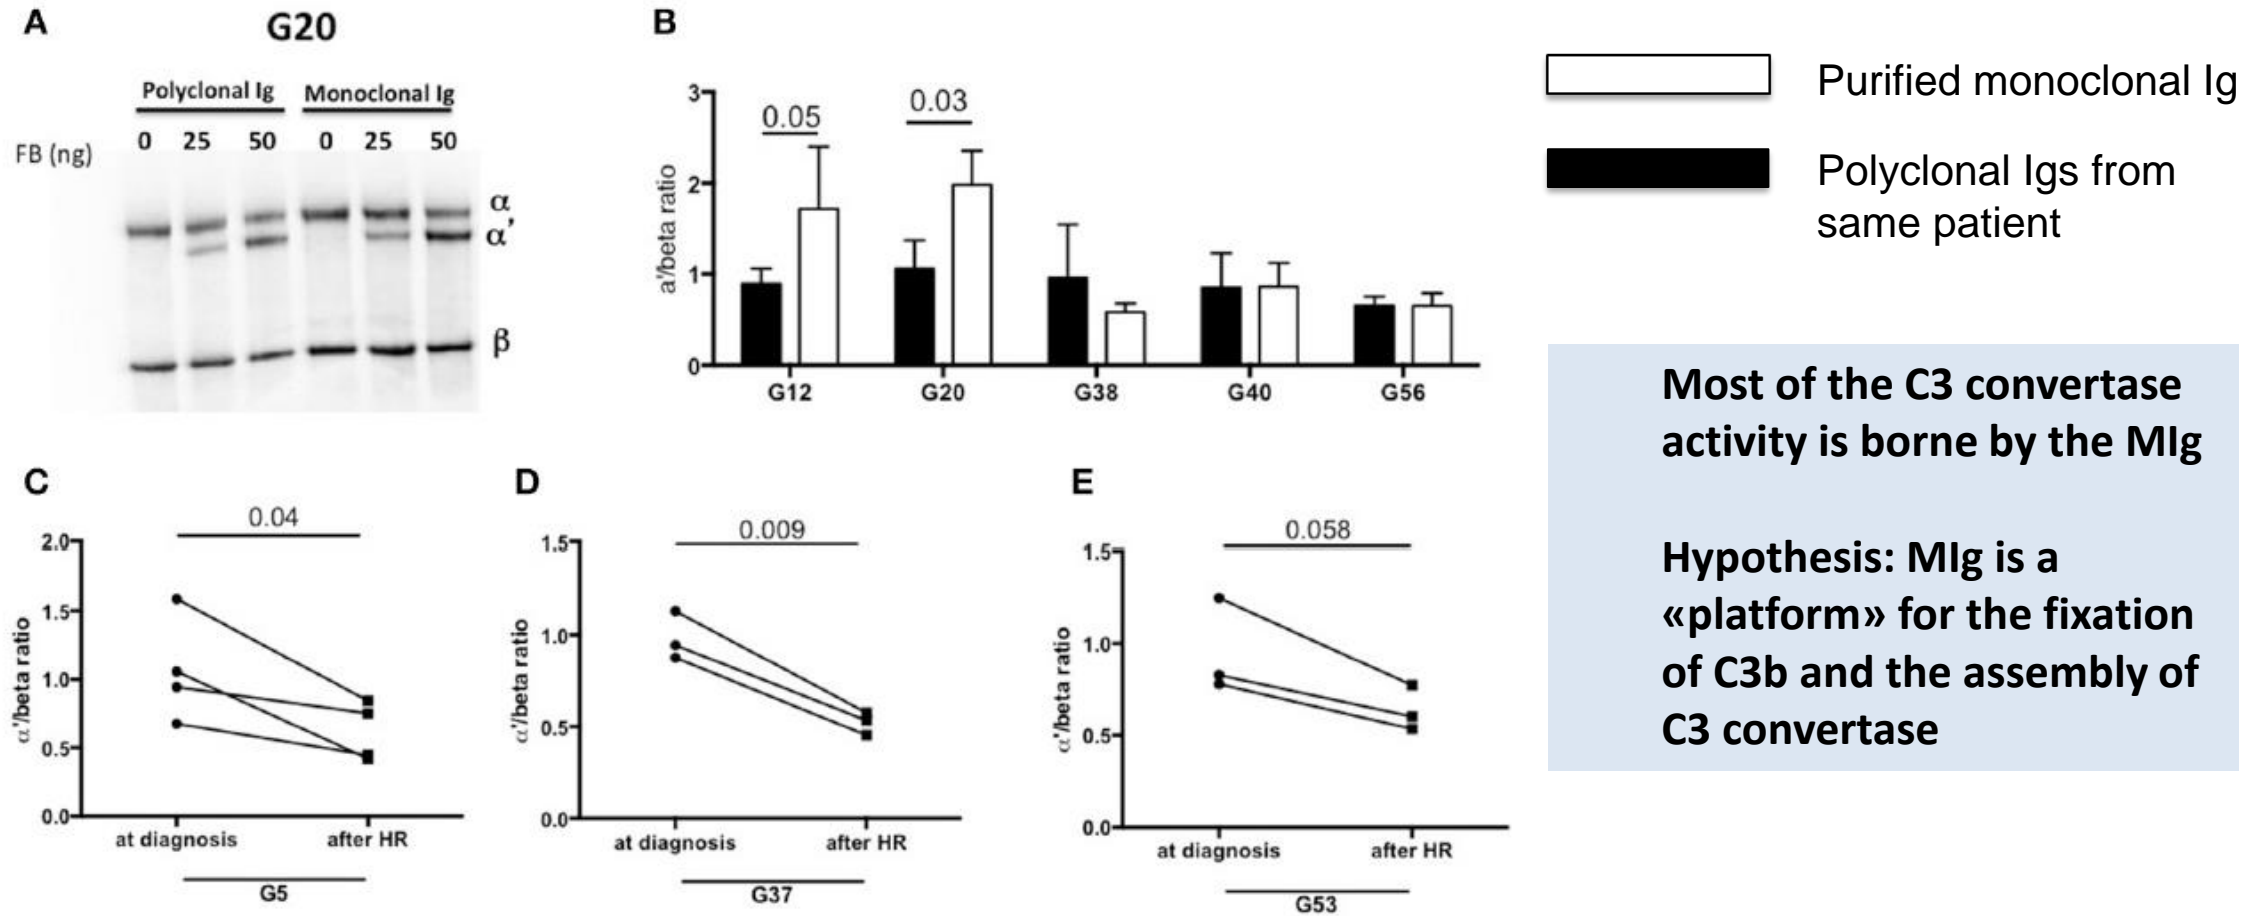 A
G20
Polyclonal Ig Monoclonal Ig
FB (ng) 0 25 50 0 25 50
α
α'
β
B
a'/beta ratio
3
2
1
0
0.05
0.03
G12 G20 G38 G40 G56
Purified monoclonal Ig
Polyclonal Igs from
same patient
Most of the C3 convertase
activity is borne by the MIg
Hypothesis: MIg is a
«platform» for the fixation
of C3b and the assembly of
C3 convertase
C
0.04
α'/beta ratio
2.0
1.5
1.0
0.5
0.0
at diagnosis after HR
G5
D
0.009
α'/beta ratio
1.5
1.0
0.5
0.0
at diagnosis after HR
G37
E
0.058
α'/beta ratio
1.5
1.0
0.5
0.0
at diagnosis after HR
G53